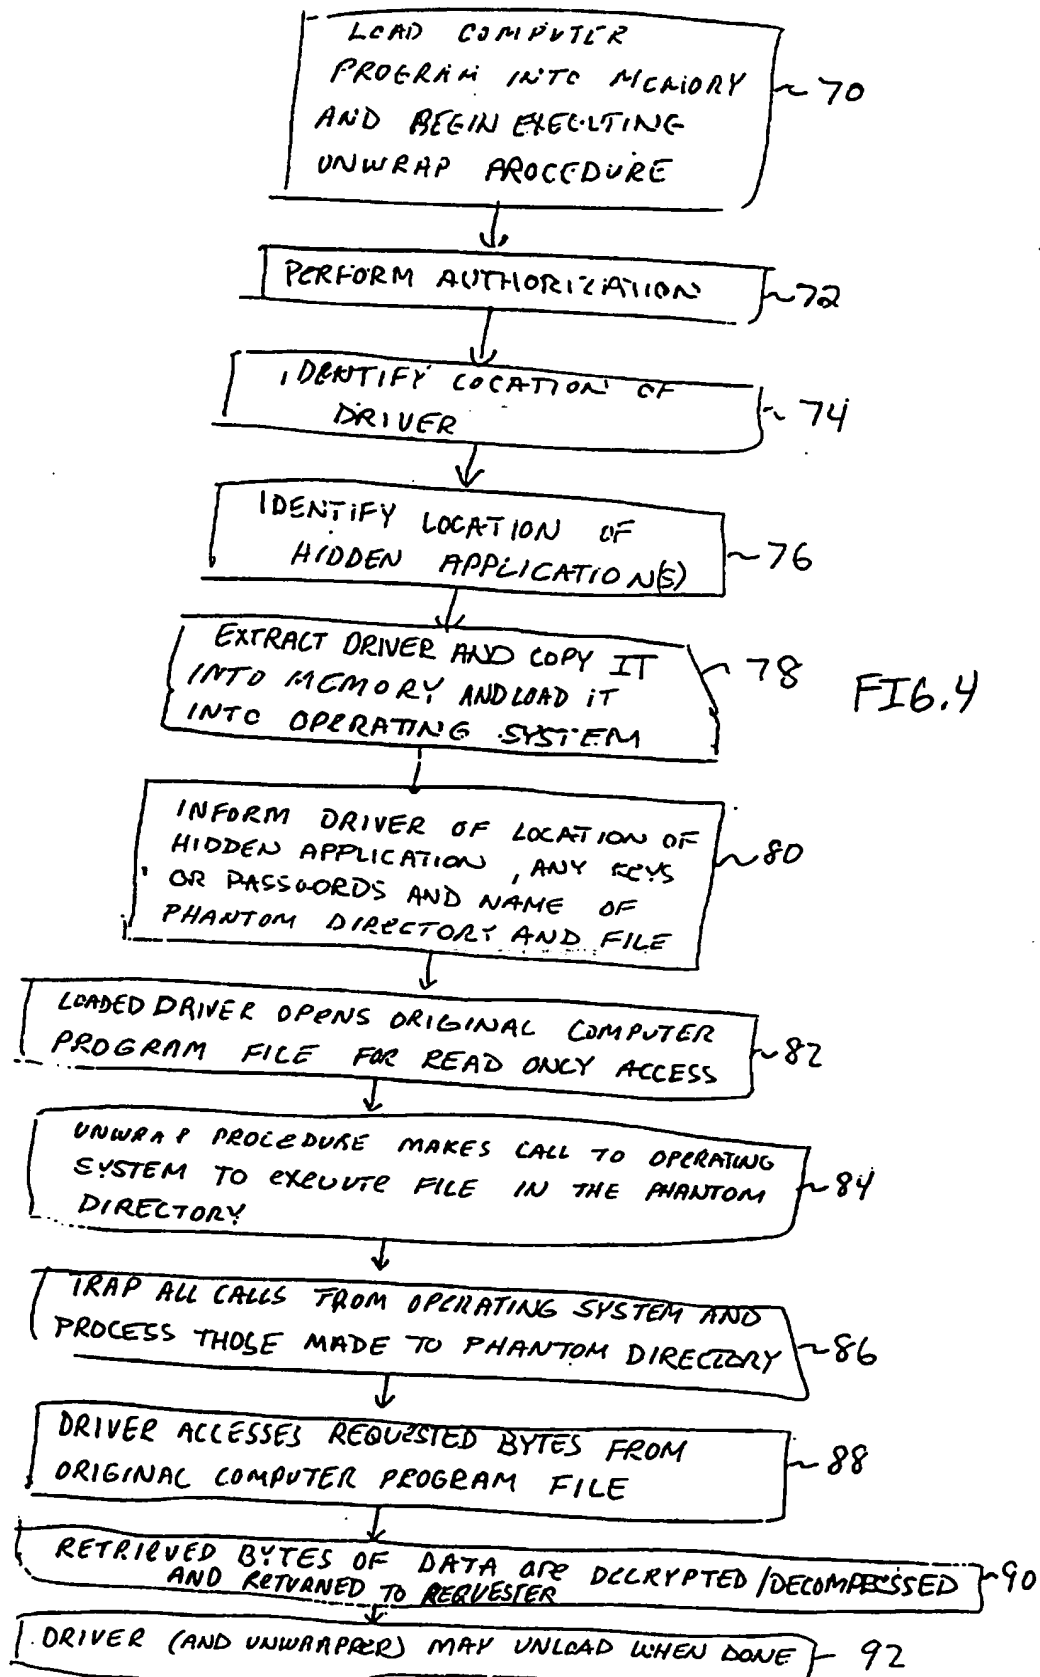 LOAD COMPUTER
PROGRAM INTO MEMORY
AND BEGIN EXECUTING
UNWRAP PROCEDURE
70
PERFORM AUTHORIZATION
72
IDENTIFY LOCATION OF
DRIVER
74
IDENTIFY LOCATION OF
HIDDEN APPLICATION(S)
76
EXTRACT DRIVER AND COPY IT
INTO MEMORY AND LOAD IT
INTO OPERATING SYSTEM
78
FIG. 4
INFORM DRIVER OF LOCATION OF
HIDDEN APPLICATION, ANY KEYS
OR PASSWORDS AND NAME OF
PHANTOM DIRECTORY AND FILE
80
LOADED DRIVER OPENS ORIGINAL COMPUTER
PROGRAM FILE FOR READ ONLY ACCESS
82
UNWRAP PROCEDURE MAKES CALL TO OPERATING
SYSTEM TO EXECUTE FILE IN THE PHANTOM
DIRECTORY
84
TRAP ALL CALLS FROM OPERATING SYSTEM AND
PROCESS THOSE MADE TO PHANTOM DIRECTORY
86
DRIVER ACCESSES REQUESTED BYTES FROM
ORIGINAL COMPUTER PROGRAM FILE
88
RETRIEVED BYTES OF DATA ARE DECRYPTED/DECOMPRESSED
AND RETURNED TO REQUESTER
90
DRIVER (AND UNWRAPPER) MAY UNLOAD WHEN DONE
92